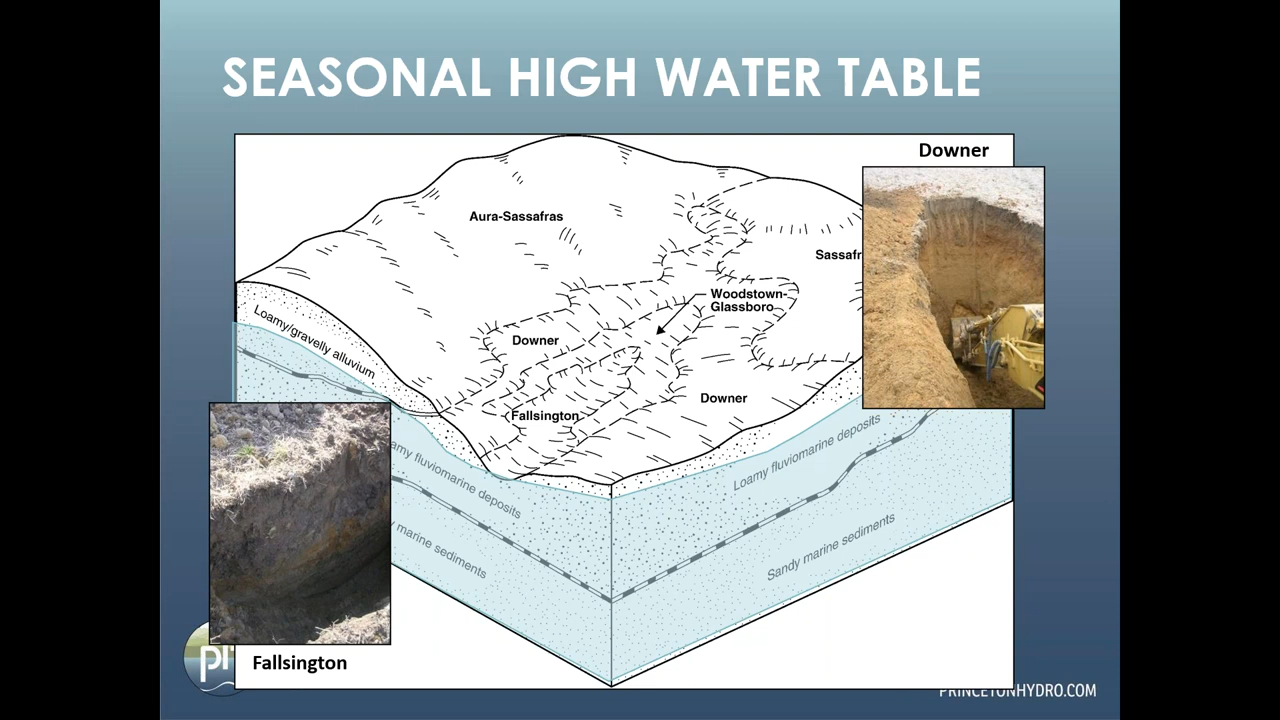 SEASONAL HIGH WATER TABLE
Downer
Aura-Sassafras
Sassafr
Woodstown-
Glassboro
Loamy/gravelly alluvium
Downer
Downer
Fallsington
amy fluviomarine deposits
Loamy fluviomarine deposits
marine sediments
Sandy marine sediments
Fallsington
PRINCETONHYDRO.COM